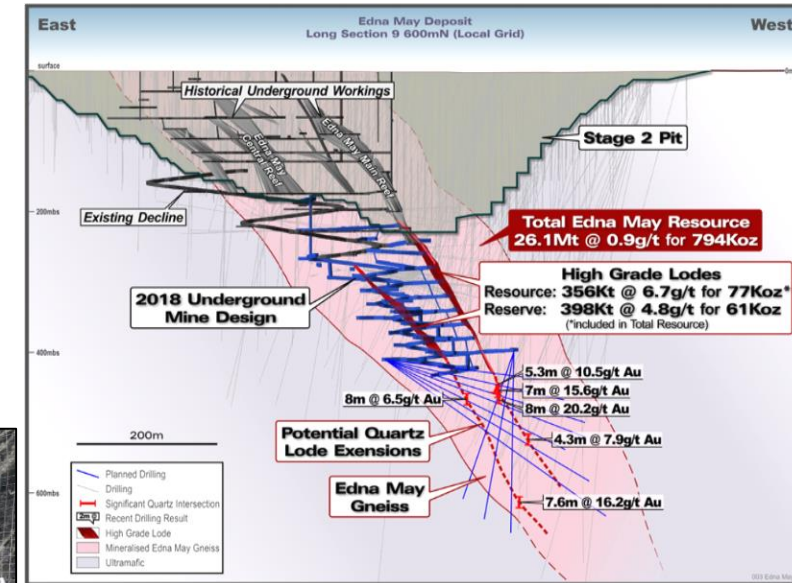 East
Edna May Deposit
Long Section 9 600mN (Local Grid)
West
surface
Historical Underground Workings
Edna May Central Reef
Edna May Main Reef
Stage 2 Pit
200mbs
Existing Decline
Total Edna May Resource
26.1Mt @ 0.9g/t for 794Koz
High Grade Lodes
Resource: 356Kt @ 6.7g/t for 77Koz*
Reserve: 398Kt @ 4.8g/t for 61Koz
(*included in Total Resource)
2018 Underground
Mine Design
400mbs
5.3m @ 10.5g/t Au
7m @ 15.6g/t Au
8m @ 20.2g/t Au
8m @ 6.5g/t Au
4.3m @ 7.9g/t Au
200m
Potential Quartz
Lode Exensions
Edna May
Gneiss
7.6m @ 16.2g/t Au
600mbs
Planned Drilling
Drilling
Significant Quartz Intersection
Recent Drilling Result
High Grade Lode
Mineralised Edna May Gneiss
Ultramafic